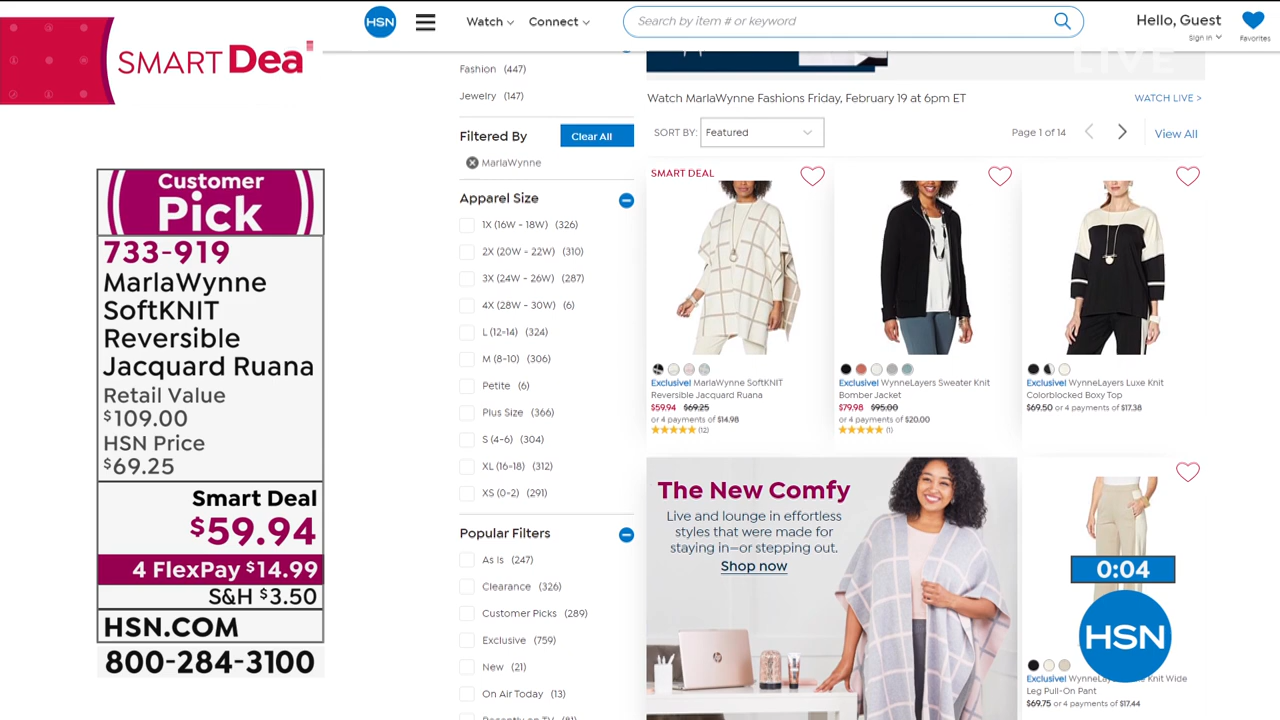 HSN
Watch
Connect
Search by item # or keyword
Hello, Guest
Sign In
Favorites
SMART Dea
LIVE
Fashion (447)
Jewelry (147)
Filtered By
Clear All
MarlaWynne
Apparel Size
1X (16W - 18W) (326)
2X (20W - 22W) (310)
3X (24W - 26W) (287)
4X (28W - 30W) (6)
L (12-14) (324)
M (8-10) (306)
Petite (6)
Plus Size (366)
S (4-6) (304)
XL (16-18) (312)
XS (0-2) (291)
Popular Filters
As Is (247)
Clearance (326)
Customer Picks (289)
Exclusive (759)
New (21)
On Air Today (13)
Recently on TV (81)
Watch MarlaWynne Fashions Friday, February 19 at 6pm ET
WATCH LIVE >
SORT BY: Featured
Page 1 of 14
View All
SMART DEAL
Exclusive! MarlaWynne SoftKNIT
Reversible Jacquard Ruana
$59.94 $69.25
or 4 payments of $14.98
(12)
Exclusive! WynneLayers Sweater Knit
Bomber Jacket
$79.98 $95.00
or 4 payments of $20.00
(1)
Exclusive! WynneLayers Luxe Knit
Colorblocked Boxy Top
$69.50 or 4 payments of $17.38
The New Comfy
Live and lounge in effortless
styles that were made for
staying in—or stepping out.
Shop now
0:04
HSN
Exclusive! WynneLay Knit Wide
Leg Pull-On Pant
$69.75 or 4 payments of $17.44
Customer
Pick
733-919
MarlaWynne
SoftKNIT
Reversible
Jacquard Ruana
Retail Value
$109.00
HSN Price
$69.25
Smart Deal
$59.94
4 FlexPay $14.99
S&H $3.50
HSN.COM
800-284-3100